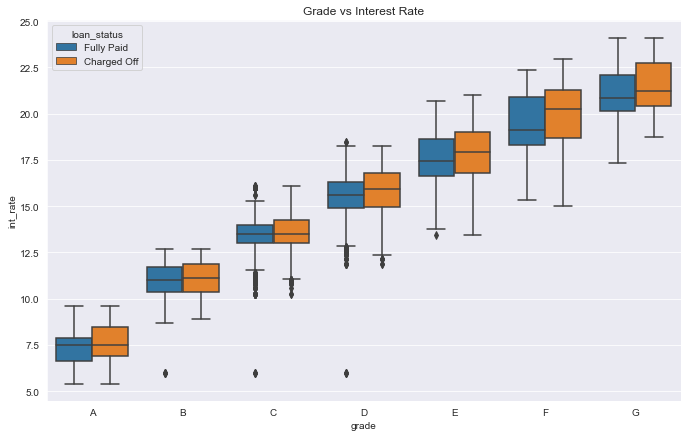 Grade vs Interest Rate
loan_status
Fully Paid
Charged Off
int_rate
25.0
22.5
20.0
17.5
15.0
12.5
10.0
7.5
5.0
A B C D E F G
grade